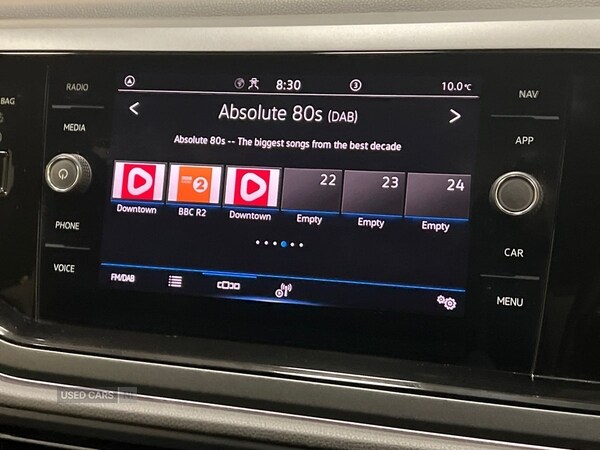 BAG
RADIO
MEDIA
PHONE
VOICE
8:30
3
10.0°C
Absolute 80s (DAB)
Absolute 80s -- The biggest songs from the best decade
2
22
23
24
Downtown
BBC R2
Downtown
Empty
Empty
Empty
FM/DAB
NAV
APP
CAR
MENU
USED CARS